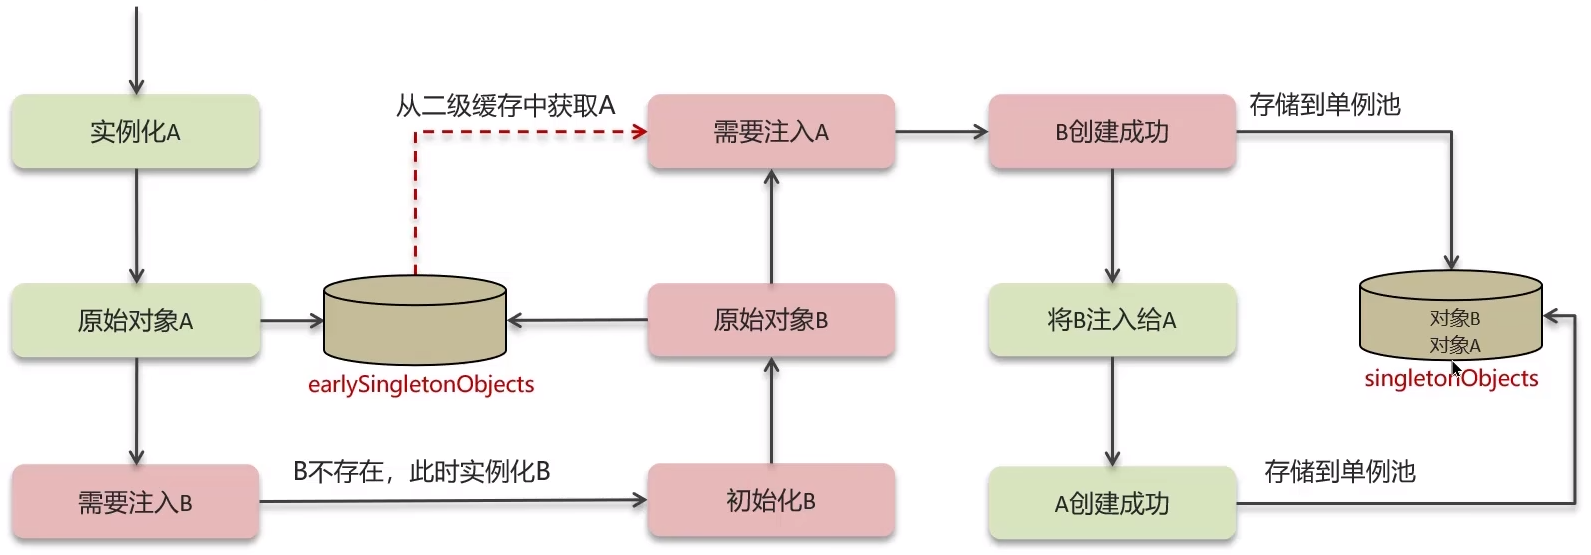 从二级缓存中获取A
存储到单例池
实例化A
需要注入A
B创建成功
原始对象A
原始对象B
将B注入给A
对象B
对象A
earlySingletonObjects
singletonObjects
B不存在，此时实例化B
存储到单例池
需要注入B
初始化B
A创建成功